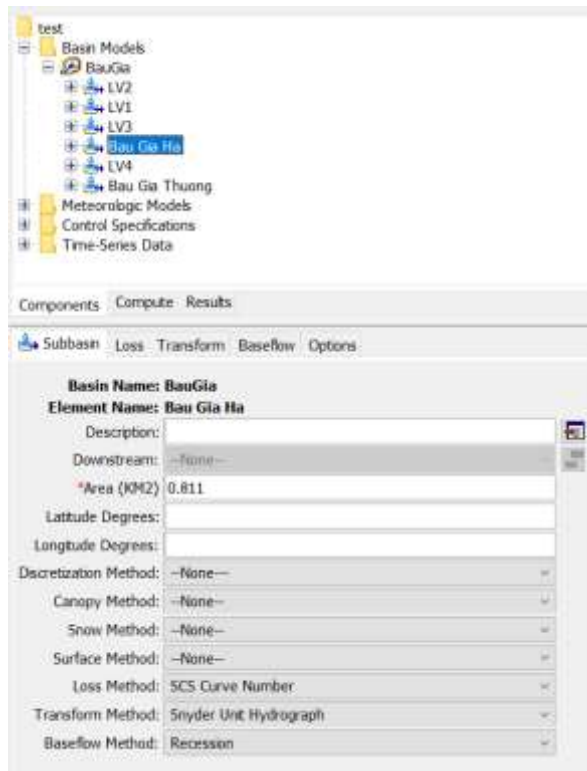 test
Basin Models
BauGia
LV2
LV1
LV3
Bau Gia Ha
LV4
Bau Gia Thuong
Meteorologic Models
Control Specifications
Time-Series Data
Components Compute Results
Subbasin Loss Transform Baseflow Options
Basin Name: BauGia
Element Name: Bau Gia Ha
Description:
Downstream: --None--
*Area (KM2) 0.811
Latitude Degrees:
Longitude Degrees:
Discretization Method: --None--
Canopy Method: --None--
Snow Method: --None--
Surface Method: --None--
Loss Method: SCS Curve Number
Transform Method: Snyder Unit Hydrograph
Baseflow Method: Recession